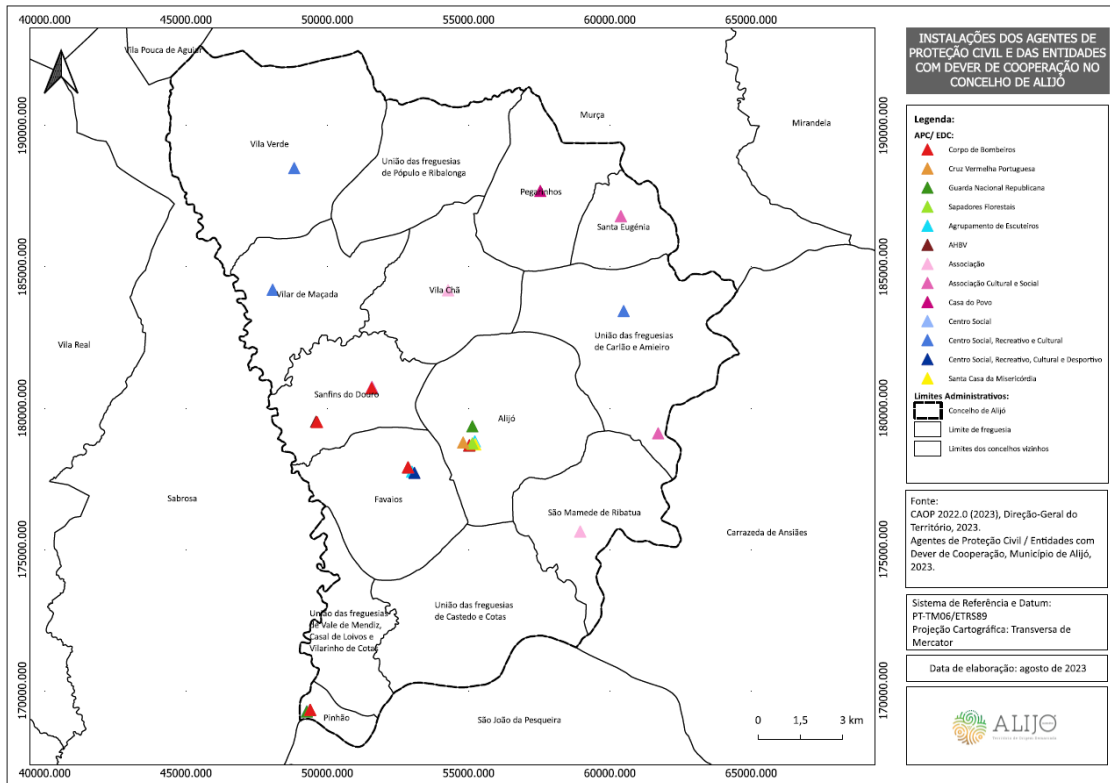 40000.000 45000.000 50000.000 55000.000 60000.000 65000.000
Vila Pouca de Aguiar
Murça
Mirandela
190000.000 190000.000
Vila Verde
União das freguesias
de Pópulo e Ribalonga
Pegarinhos
Santa Eugénia
185000.000 185000.000
Vilar de Maçada
Vila Chã
União das freguesias
de Carlão e Amieiro
Vila Real
Sanfins do Douro
180000.000 180000.000
Alijó
Sabrosa
Favaios
São Mamede de Ribatua
Carrazeda de Ansiães
175000.000 175000.000
União das freguesias
de Vale de Mendiz,
Casal de Loivos e
Vilarinho de Cotas
União das freguesias
de Castedo e Cotas
170000.000 170000.000
Pinhão
São João da Pesqueira
0 1,5 3 km
40000.000 45000.000 50000.000 55000.000 60000.000 65000.000
INSTALAÇÕES DOS AGENTES DE
PROTEÇÃO CIVIL E DAS ENTIDADES
COM DEVER DE COOPERAÇÃO NO
CONCELHO DE ALIJÓ
Legenda:
APC/ EDC:
Corpo de Bombeiros
Cruz Vermelha Portuguesa
Guarda Nacional Republicana
Sapadores Florestais
Agrupamento de Escuteiros
AHBV
Associação
Associação Cultural e Social
Casa do Povo
Centro Social
Centro Social, Recreativo e Cultural
Centro Social, Recreativo, Cultural e Desportivo
Santa Casa da Misericórdia
Limites Administrativos:
Concelho de Alijó
Limite de freguesia
Limites dos concelhos vizinhos
Fonte:
CAOP 2022.0 (2023), Direção-Geral do
Território, 2023.
Agentes de Proteção Civil / Entidades com
Dever de Cooperação, Município de Alijó,
2023.
Sistema de Referência e Datum:
PT-TM06/ETRS89
Projeção Cartográfica: Transversa de
Mercator
Data de elaboração: agosto de 2023
ALIJÓ